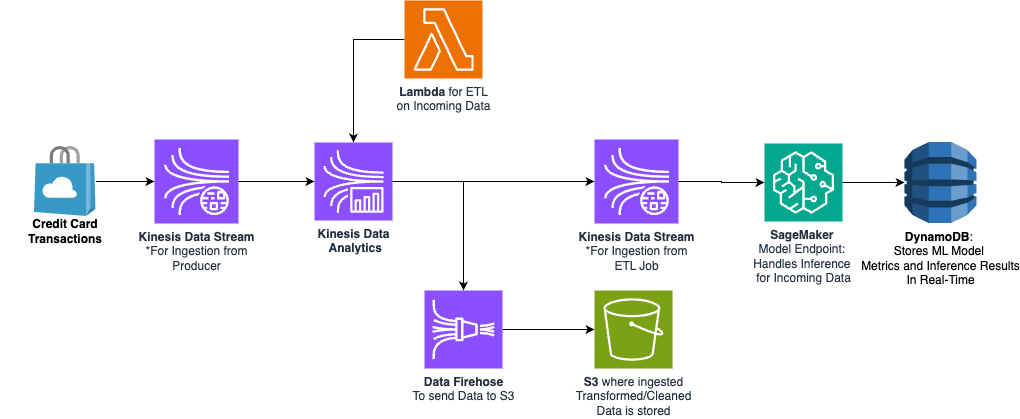 Lambda for ETL
on Incoming Data
Credit Card
Transactions
Kinesis Data Stream
*For Ingestion from
Producer
Kinesis Data
Analytics
Kinesis Data Stream
*For Ingestion from
ETL Job
SageMaker
Model Endpoint:
Handles Inference
for Incoming Data
DynamoDB:
Stores ML Model
Metrics and Inference Results
In Real-Time
Data Firehose
To send Data to S3
S3 where ingested
Transformed/Cleaned
Data is stored